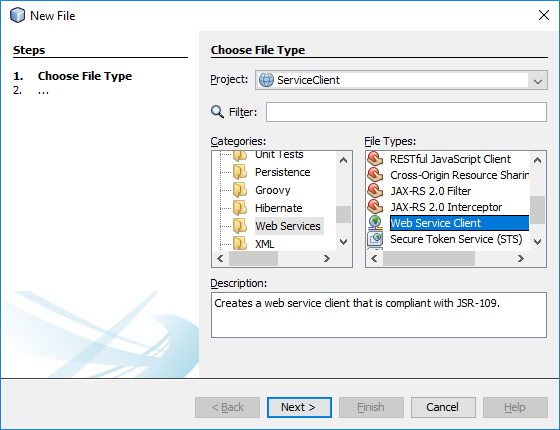 New File
Steps
1. Choose File Type
2. ...
Choose File Type
Project: ServiceClient
Filter:
Categories:
Unit Tests
Persistence
Groovy
Hibernate
Web Services
XML
File Types:
RESTful JavaScript Client
Cross-Origin Resource Sharin
JAX-RS 2.0 Filter
JAX-RS 2.0 Interceptor
Web Service Client
Secure Token Service (STS)
Description:
Creates a web service client that is compliant with JSR-109.
< Back
Next >
Finish
Cancel
Help